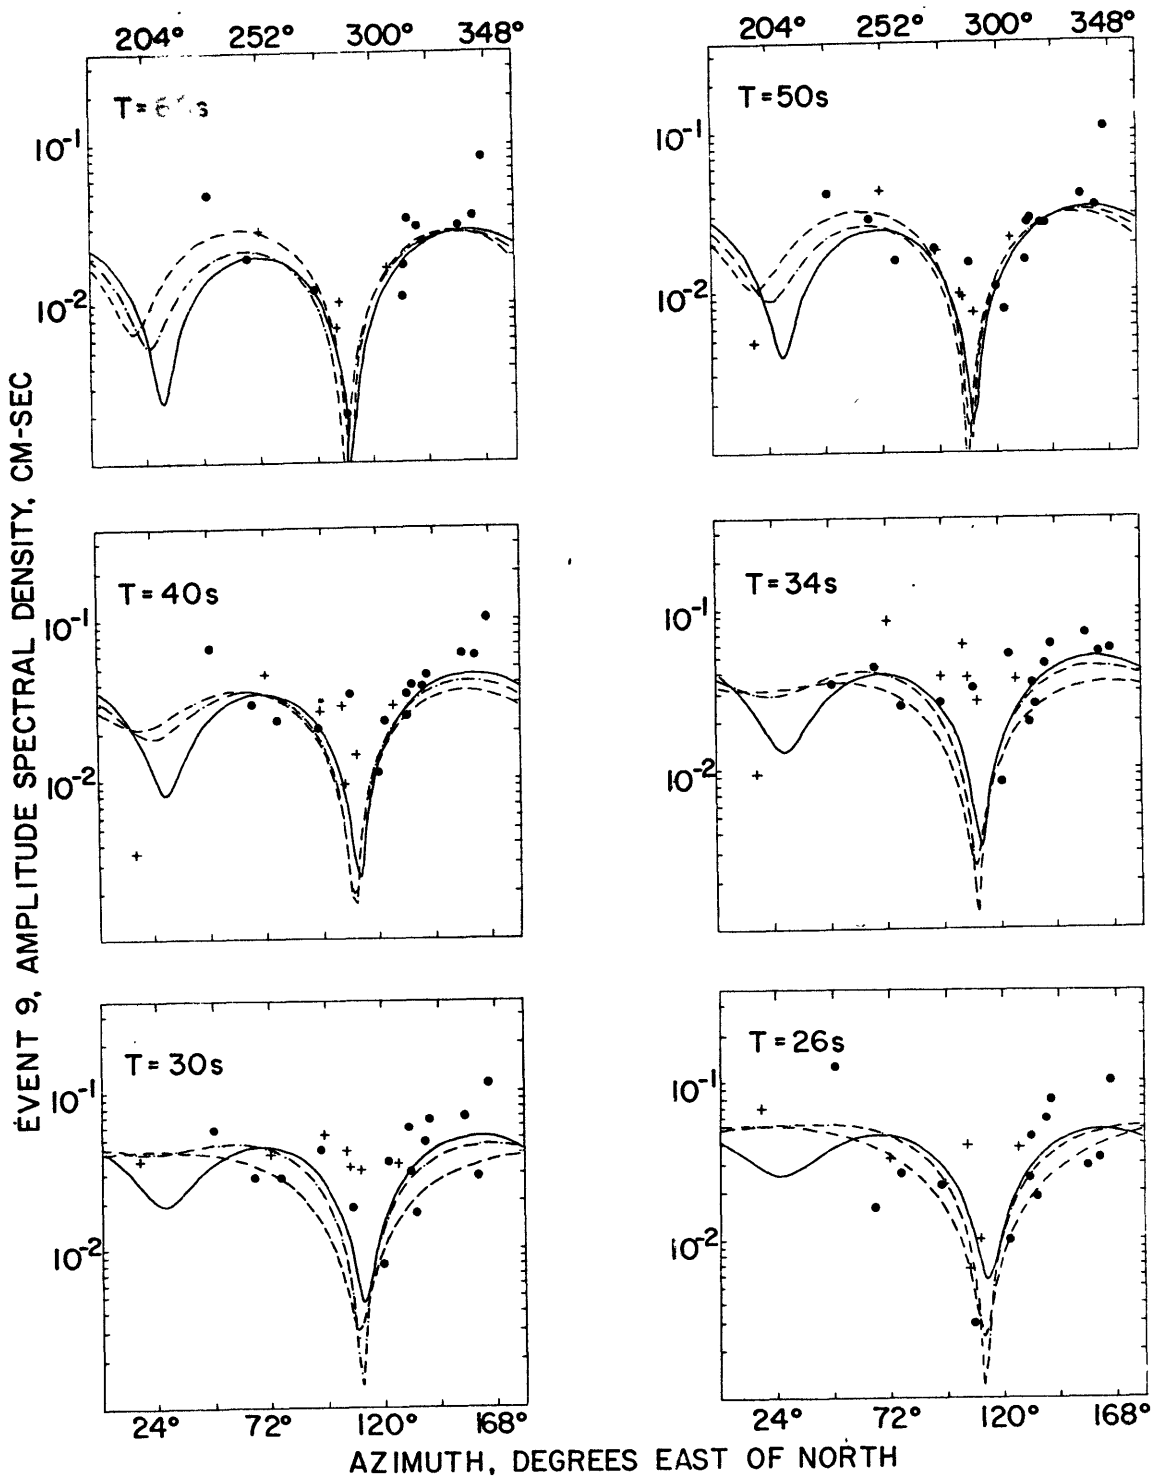 204° 252° 300° 348°
204° 252° 300° 348°
T=50s
10⁻¹
10⁻²
10⁻¹
10⁻²
T=40s
10⁻¹
10⁻²
T=34s
10⁻¹
10⁻²
T=30s
10⁻¹
10⁻²
T=26s
10⁻¹
10⁻²
24° 72° 120° 168°
24° 72° 120° 168°
EVENT 9, AMPLITUDE SPECTRAL DENSITY, CM-SEC
AZIMUTH, DEGREES EAST OF NORTH